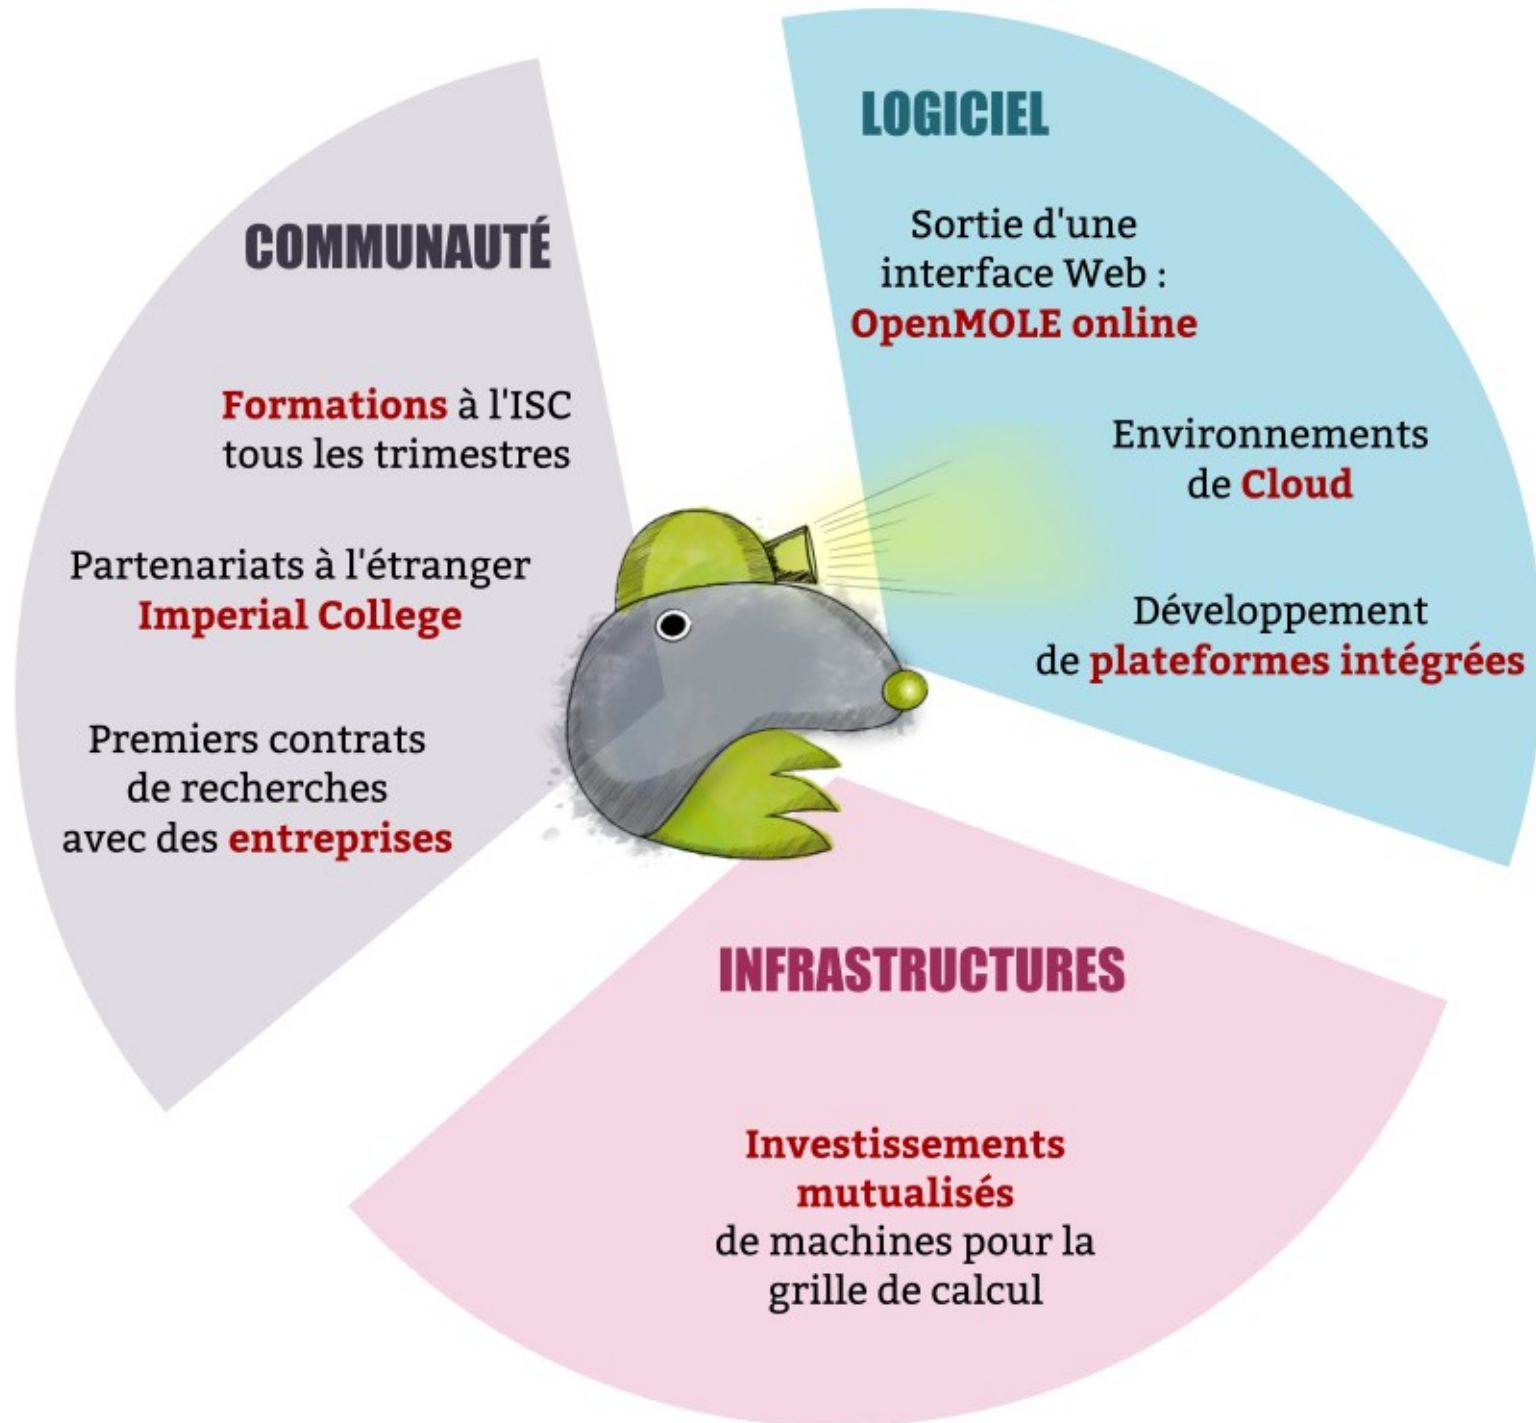 COMMUNAUTÉ
Formations à l'ISC
tous les trimestres
Partenariats à l'étranger
Imperial College
Premiers contrats
de recherches
avec des entreprises
LOGICIEL
Sortie d'une
interface Web :
OpenMOLE online
Environnements
de Cloud
Développement
de plateformes intégrées
INFRASTRUCTURES
Investissements
mutualisés
de machines pour la
grille de calcul